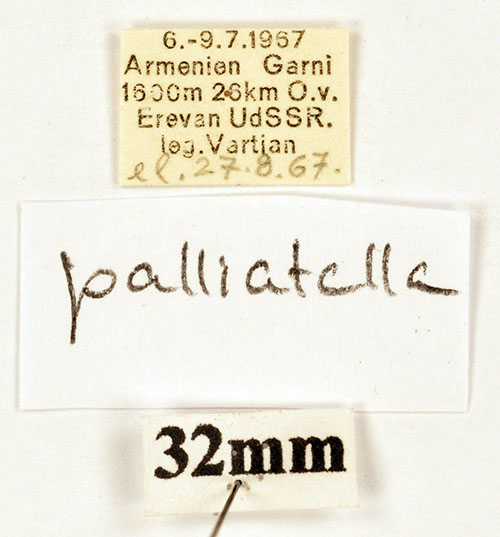 6.-9.7.1967
Armenien Garni
1600m 26km O.v.
Erevan UdSSR.
leg.Vartian
el. 27.8.67.
palliatella
32mm